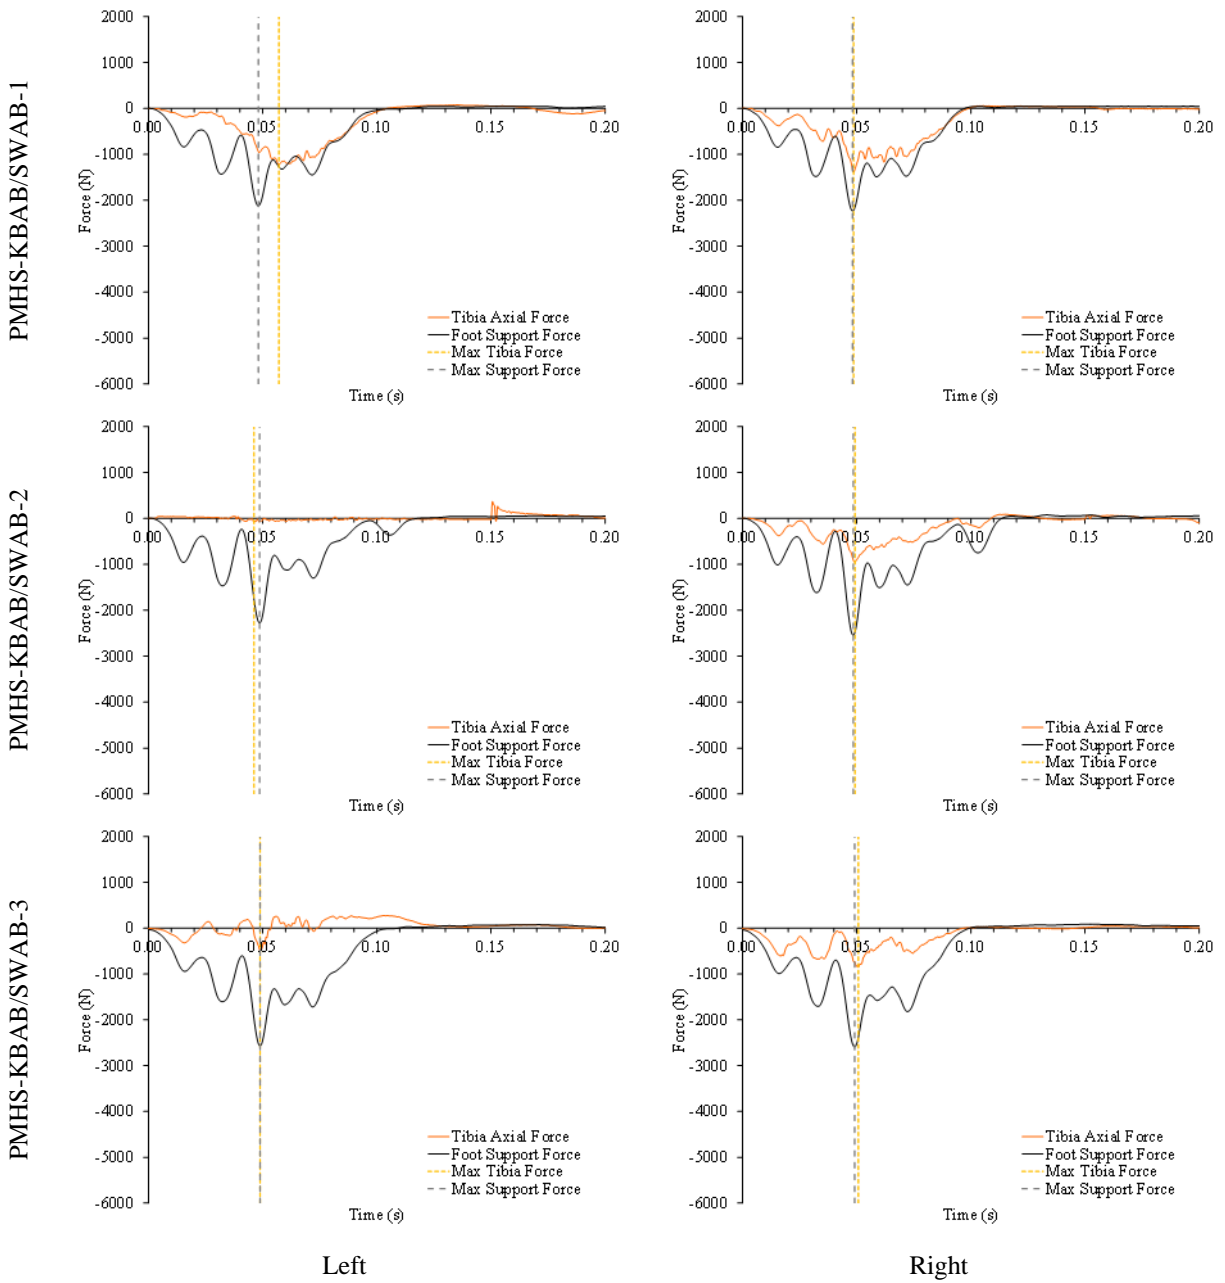 PMHS-KBAB/SWAB-1
2000
1000
0
-1000
-2000
-3000
-4000
-5000
-6000
Force (N)
0.00 0.05 0.10 0.15 0.20
Tibia Axial Force
Foot Support Force
Max Tibia Force
Max Support Force
Time (s)
2000
1000
0
-1000
-2000
-3000
-4000
-5000
-6000
Force (N)
0.00 0.05 0.10 0.15 0.20
Tibia Axial Force
Foot Support Force
Max Tibia Force
Max Support Force
Time (s)
PMHS-KBAB/SWAB-2
2000
1000
0
-1000
-2000
-3000
-4000
-5000
-6000
Force (N)
0.00 0.05 0.10 0.15 0.20
Tibia Axial Force
Foot Support Force
Max Tibia Force
Max Support Force
Time (s)
2000
1000
0
-1000
-2000
-3000
-4000
-5000
-6000
Force (N)
0.00 0.05 0.10 0.15 0.20
Tibia Axial Force
Foot Support Force
Max Tibia Force
Max Support Force
Time (s)
PMHS-KBAB/SWAB-3
2000
1000
0
-1000
-2000
-3000
-4000
-5000
-6000
Force (N)
0.00 0.05 0.10 0.15 0.20
Tibia Axial Force
Foot Support Force
Max Tibia Force
Max Support Force
Time (s)
2000
1000
0
-1000
-2000
-3000
-4000
-5000
-6000
Force (N)
0.00 0.05 0.10 0.15 0.20
Tibia Axial Force
Foot Support Force
Max Tibia Force
Max Support Force
Time (s)
Left Right